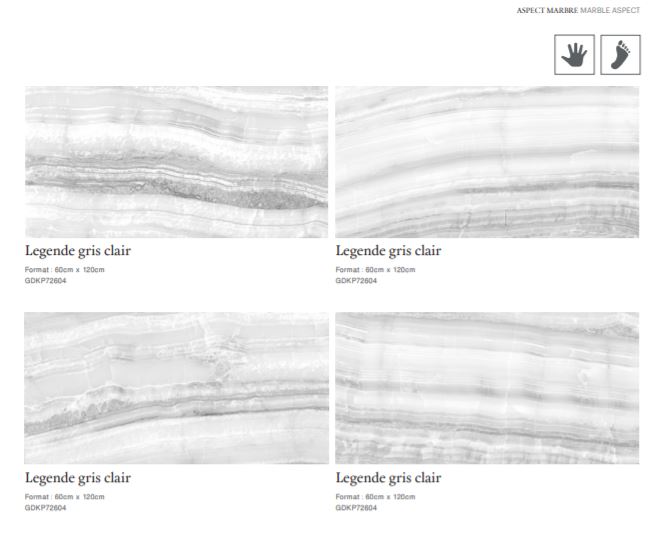 ASPECT MARBRE MARBLE ASPECT
Legende gris clair
Format : 60cm x 120cm
GDKP72604
Legende gris clair
Format : 60cm x 120cm
GDKP72604
Legende gris clair
Format : 60cm x 120cm
GDKP72604
Legende gris clair
Format : 60cm x 120cm
GDKP72604